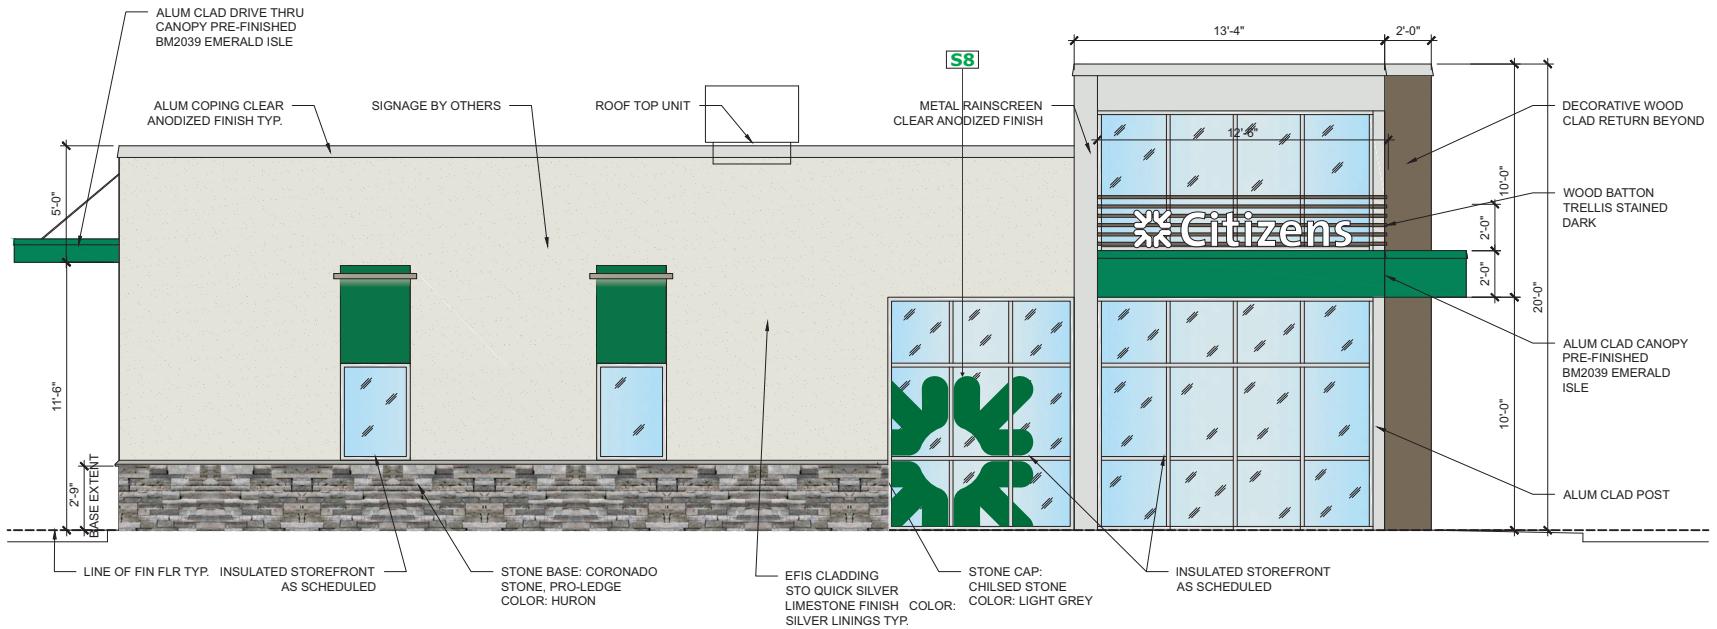 ALUM CLAD DRIVE THRU
CANOPY PRE-FINISHED
BM2039 EMERALD ISLE
ALUM COPING CLEAR
ANODIZED FINISH TYP.
SIGNAGE BY OTHERS
ROOF TOP UNIT
S8
METAL RAINSCREEN
CLEAR ANODIZED FINISH
13'-4"
2'-0"
12'-6"
DECORATIVE WOOD
CLAD RETURN BEYOND
WOOD BATTON
TRELLIS STAINED
DARK
Citizens
10'-0"
2'-0"
2'-0"
20'-0"
10'-0"
ALUM CLAD CANOPY
PRE-FINISHED
BM2039 EMERALD
ISLE
ALUM CLAD POST
5'-0"
11'-6"
2'-9"
BASE EXTENT
LINE OF FIN FLR TYP.
INSULATED STOREFRONT
AS SCHEDULED
STONE BASE: CORONADO
STONE, PRO-LEDGE
COLOR: HURON
EFIS CLADDING
STO QUICK SILVER
LIMESTONE FINISH COLOR:
SILVER LININGS TYP.
STONE CAP:
CHILSED STONE
COLOR: LIGHT GREY
INSULATED STOREFRONT
AS SCHEDULED